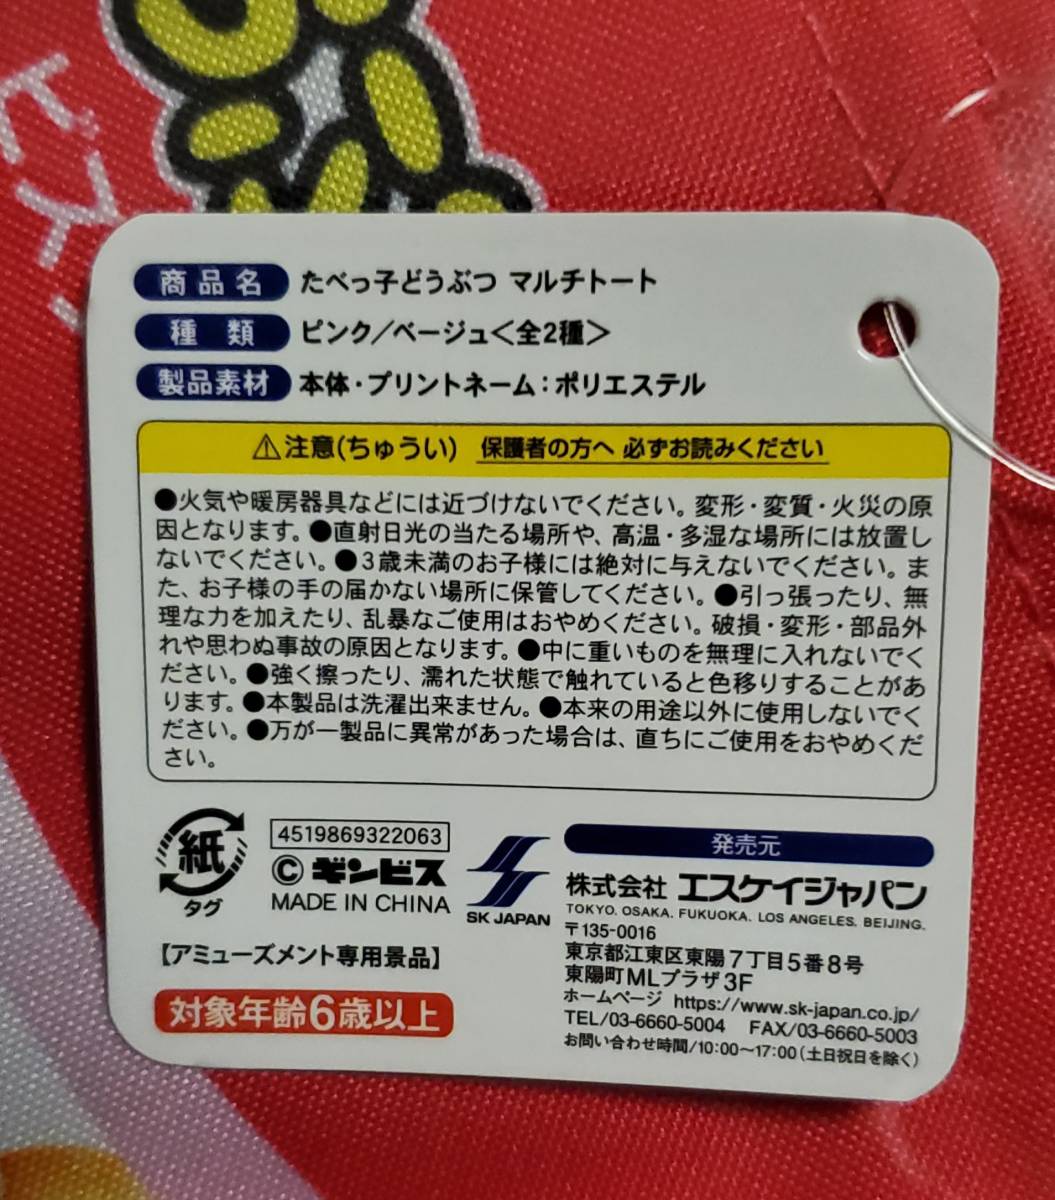 商品名 たべっ子どうぶつ マルチトート
種類 ピンク/ベージュ<全2種>
製品素材 本体・プリントネーム:ポリエステル
⚠注意(ちゅうい) 保護者の方へ 必ずお読みください
●火気や暖房器具などには近づけないでください。変形・変質・火災の原
因となります。●直射日光の当たる場所や、高温・多湿な場所には放置し
ないでください。●3歳未満のお子様には絶対に与えないでください。ま
た、お子様の手の届かない場所に保管してください。●引っ張ったり、無
理な力を加えたり、乱暴なご使用はおやめください。破損・変形・部品外
れや思わぬ事故の原因となります。●中に重いものを無理に入れないでく
ださい。●強く擦ったり、濡れた状態で触れていると色移りすることがあ
ります。●本製品は洗濯出来ません。●本来の用途以外に使用しないでく
ださい。●万が一製品に異常があった場合は、直ちにご使用をおやめくだ
さい。
紙
タグ
4519869322063
©ギンビス
MADE IN CHINA
SK JAPAN
【アミューズメント専用景品】
対象年齢6歳以上
発売元
株式会社 エスケイジャパン
TOKYO. OSAKA. FUKUOKA. LOS ANGELES. BEIJING.
〒135-0016
東京都江東区東陽7丁目5番8号
東陽町MLプラザ3F
ホームページ https://www.sk-japan.co.jp/
TEL/03-6660-5004 FAX/03-6660-5003
お問い合わせ時間/10:00~17:00(土日祝日を除く)